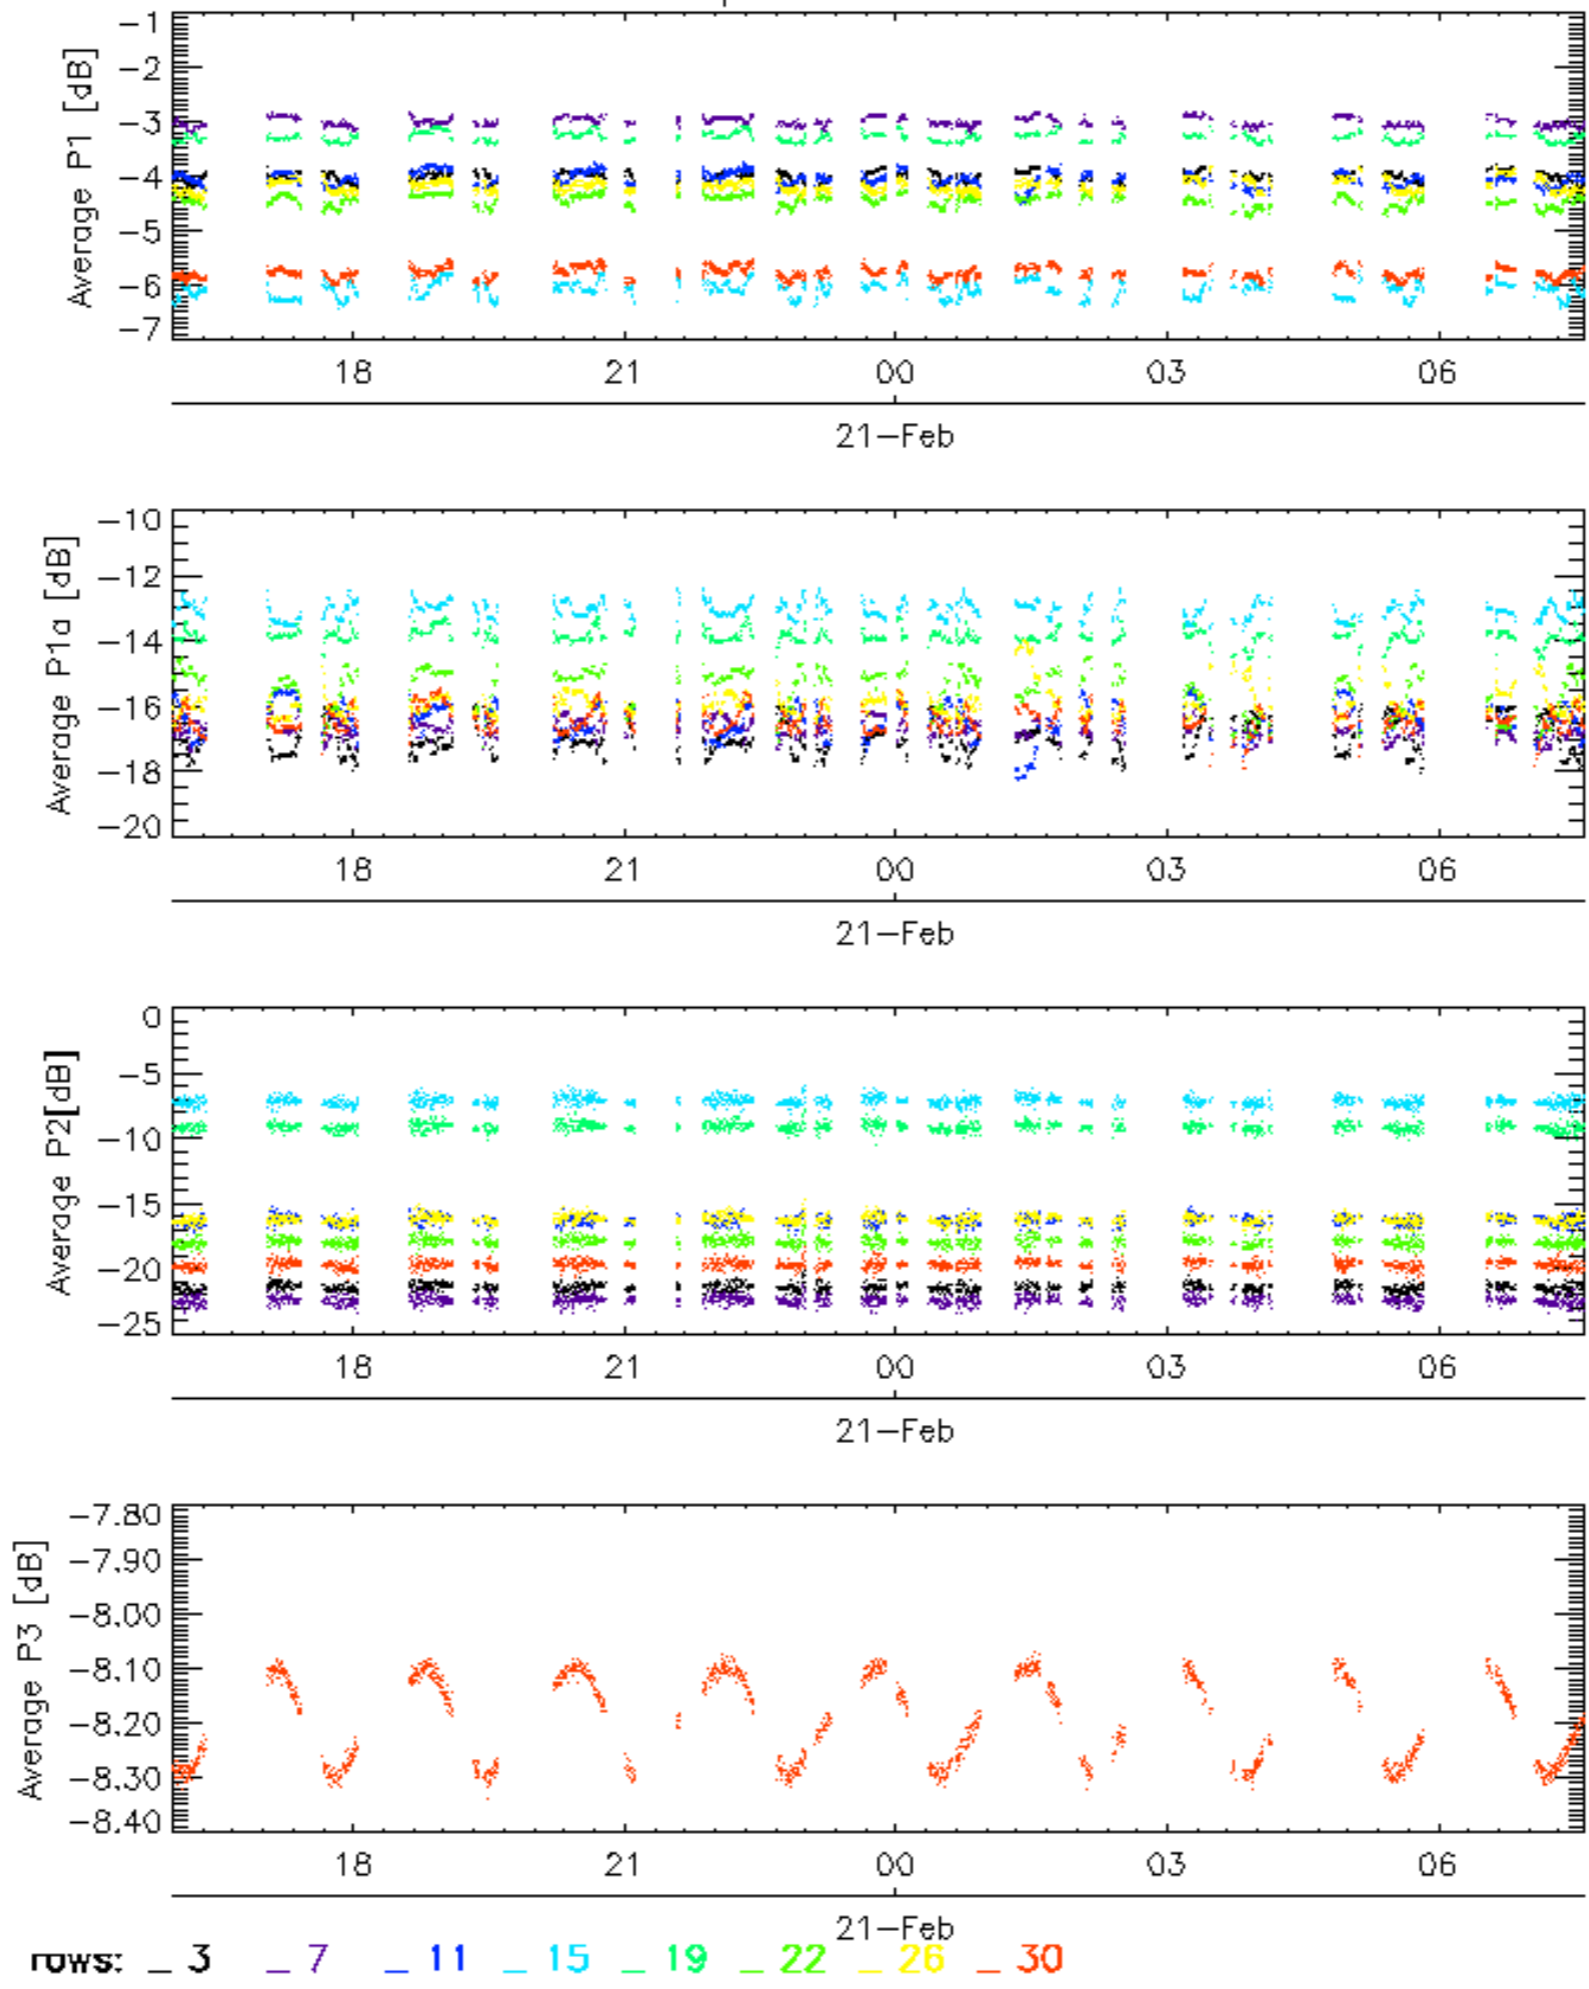 Average P1 [dB]
-1
-2
-3
-4
-5
-6
-7
18 21 00 03 06
21-Feb
Average P1a [dB]
-10
-12
-14
-16
-18
-20
18 21 00 03 06
21-Feb
Average P2[dB]
0
-5
-10
-15
-20
-25
18 21 00 03 06
21-Feb
Average P3 [dB]
-7.80
-7.90
-8.00
-8.10
-8.20
-8.30
-8.40
18 21 00 03 06
21-Feb
rows: _ 3 _ 7 _ 11 _ 15 _ 19 _ 22 _ 26 _ 30